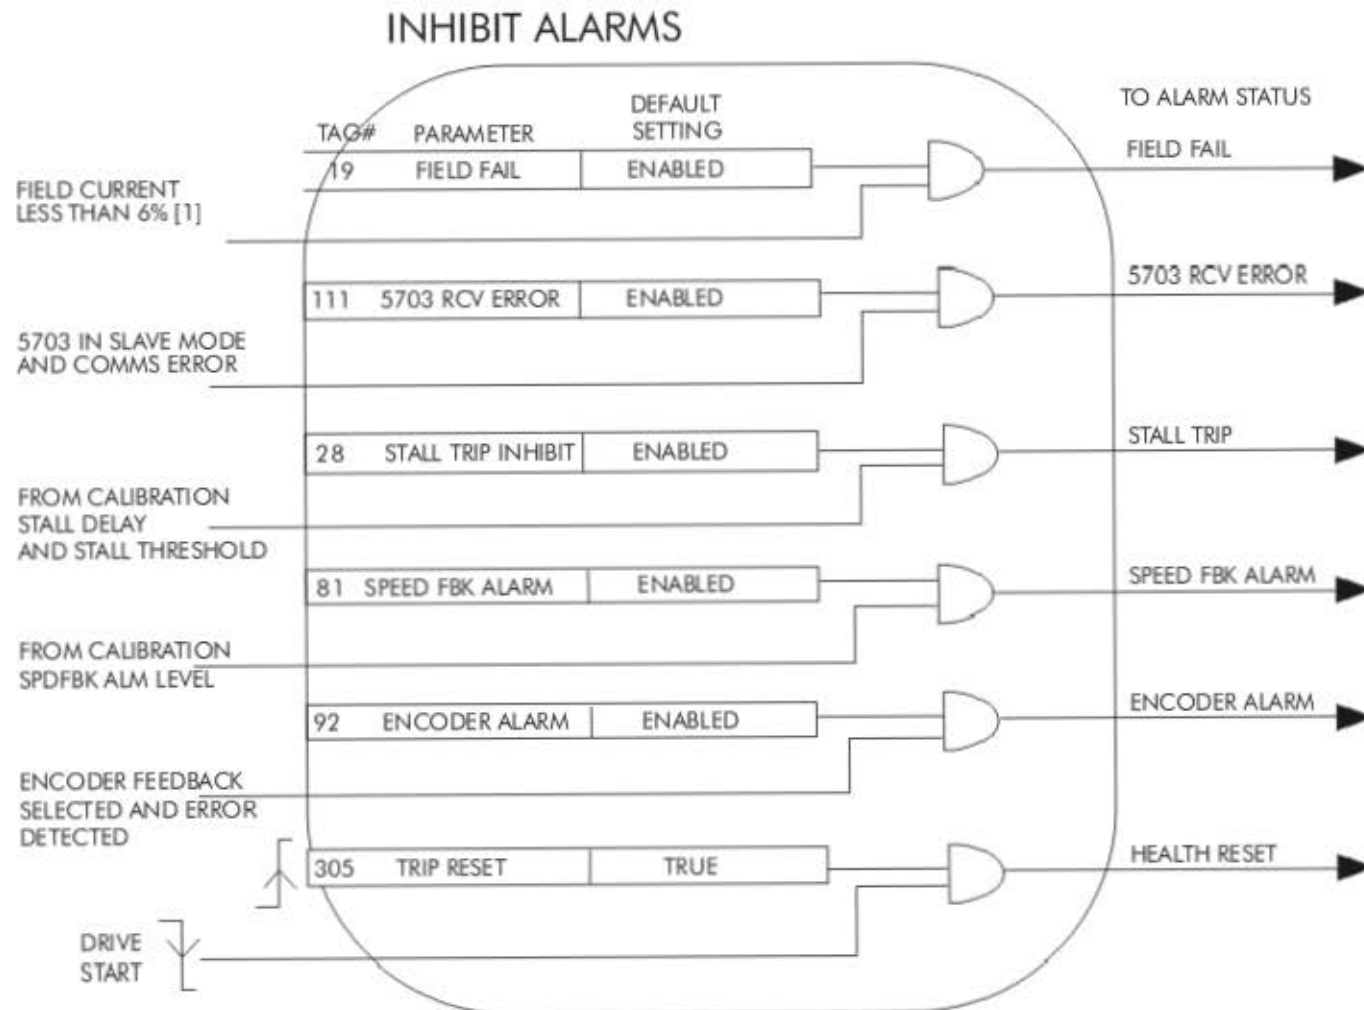 INHIBIT ALARMS
TO ALARM STATUS
TAG# PARAMETER DEFAULT
SETTING
19 FIELD FAIL ENABLED
FIELD FAIL
FIELD CURRENT
LESS THAN 6% [1]
111 5703 RCV ERROR ENABLED
5703 RCV ERROR
5703 IN SLAVE MODE
AND COMMS ERROR
28 STALL TRIP INHIBIT ENABLED
STALL TRIP
FROM CALIBRATION
STALL DELAY
AND STALL THRESHOLD
81 SPEED FBK ALARM ENABLED
SPEED FBK ALARM
FROM CALIBRATION
SPDFBK ALM LEVEL
92 ENCODER ALARM ENABLED
ENCODER ALARM
ENCODER FEEDBACK
SELECTED AND ERROR
DETECTED
305 TRIP RESET TRUE
HEALTH RESET
DRIVE
START